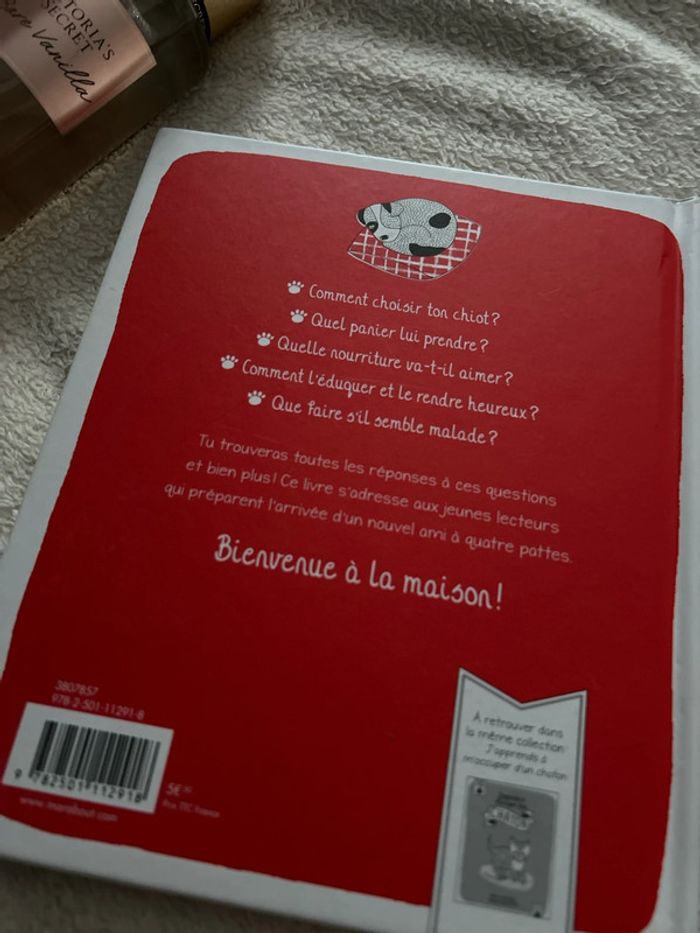 VICTORIA'S
SECRET
Bare Vanilla
Comment choisir ton chiot?
Quel panier lui prendre?
Quelle nourriture va-t-il aimer?
Comment l'éduquer et le rendre heureux?
Que faire s'il semble malade?
Tu trouveras toutes les réponses à ces questions
et bien plus! Ce livre s'adresse aux jeunes lecteurs
qui préparent l'arrivée d'un nouvel ami à quatre pattes.
Bienvenue à la maison!
3807857
978-2-501-11291-8
9 782501 112918
5€
Prix TTC France
www.marabout.com
À retrouver dans
la même collection
J'apprends à
m'occuper d'un chaton